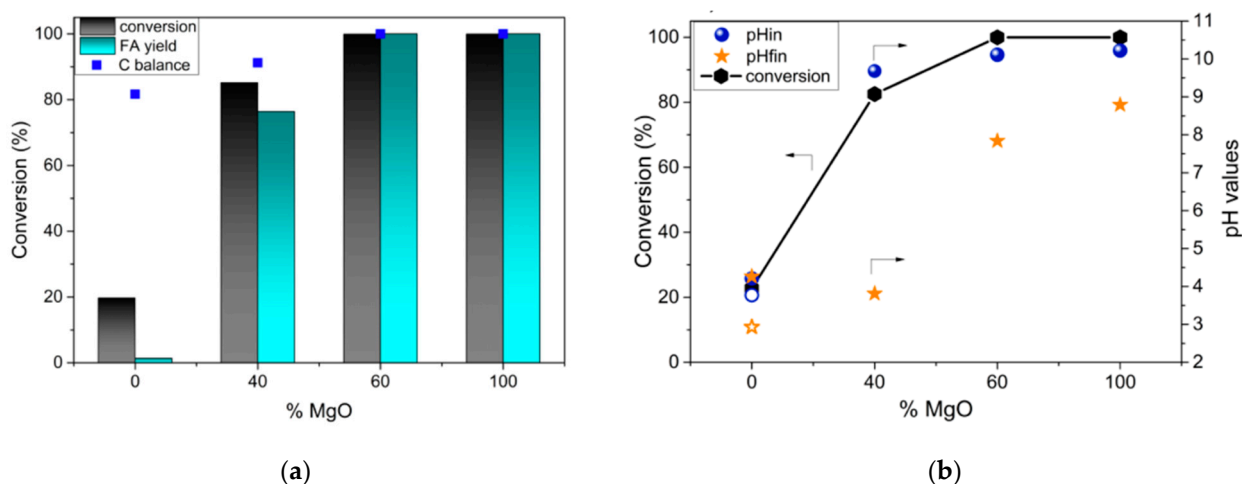 conversion
FA yield
C balance
Conversion (%)
100
80
60
40
20
0
0 40 60 100
% MgO
(a)
pHin
pHfin
conversion
Conversion (%)
100
80
60
40
20
0
11
10
9
8
7
6
5
4
3
2
pH values
0 40 60 100
% MgO
(b)